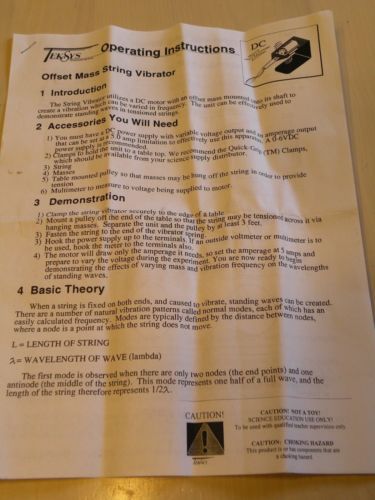 TEKSYS Operating Instructions
DC
Offset Mass String Vibrator
1 Introduction
The String Vibrator utilizes a DC motor with an offset mass mounted onto its shaft to
create a vibration which can be varied in frequency. The unit can be effectively used to
demonstrate standing waves in tensioned strings.
2 Accessories You Will Need
1) You must have a DC power supply with variable voltage output and an amperage output
that can be set at a 5.0 amp limitation to effectively use this apparatus. A 0-6VDC
power supply is recommended.
2) Clamps to hold the unit to a table top. We recommend the Quick-Grip (TM) Clamps,
which should be available from your science supply distributor.
3) String
4) Masses
5) Table mounted pulley so that masses may be hung off the string in order to provide
tension
6) Multimeter to measure to voltage being supplied to motor.
3 Demonstration
1) Clamp the string vibrator securely to the edge of a table
2) Mount a pulley off the end of the table so that the string may be tensioned across it via
hanging masses. Separate the unit and the pulley by at least 3 feet.
3) Fasten the string to the end of the vibrator spring.
3) Hook the power supply up to the terminals. If an outside voltmeter or multimeter is to
be used, hook the meter to the terminals also.
4) The motor will draw only the amperage it needs, so set the amperage at 5 amps and
prepare to vary the voltage during the experiment. You are now ready to begin
demonstrating the effects of varying mass and vibration frequency on the wavelengths
of standing waves.
4 Basic Theory
When a string is fixed on both ends, and caused to vibrate, standing waves can be created.
There are a number of natural vibration patterns called normal modes, each of which has an
easily calculated frequency. Modes are typically defined by the distance between nodes,
where a node is a point at which the string does not move.
L = LENGTH OF STRING
λ = WAVELENGTH OF WAVE (lambda)
The first mode is observed when there are only two nodes (the end points) and one
antinode (the middle of the string). This mode represents one half of a full wave, and the
length of the string therefore represents 1/2λ.
CAUTION!
CAUTION: NOT A TOY!
SCIENCE EDUCATION USE ONLY!
To be used with qualified teacher supervision only.
CAUTION: CHOKING HAZARD
This product is or has components that are
a choking hazard.